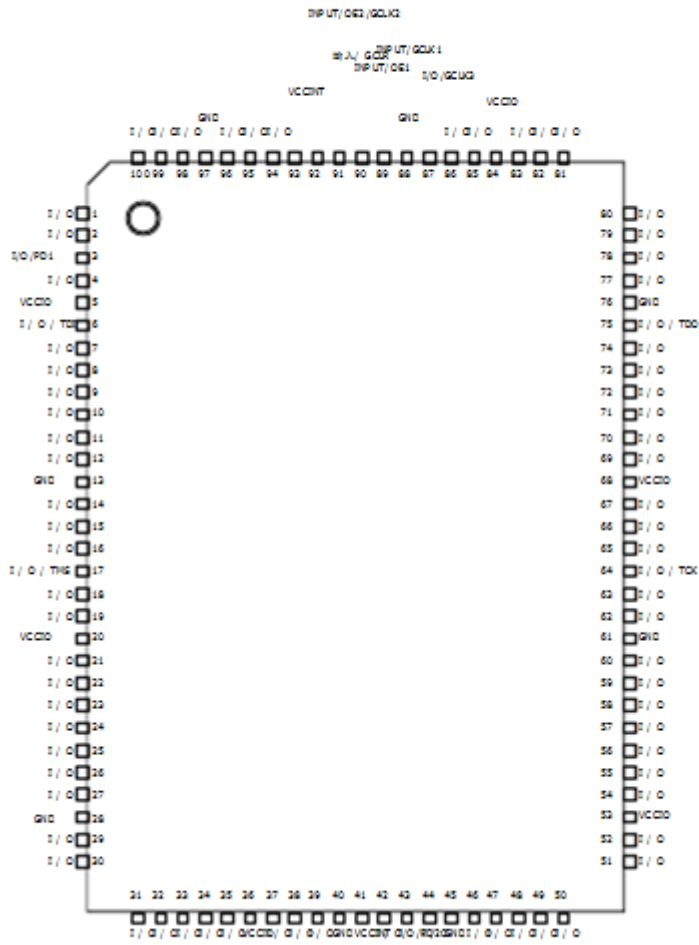 INPUT/OE2/GCLK2
INPUT/GCLK1
INPUT/OE1
I/O/GCLK3
VCCINT
VCCIO
GND GND
I/O I/O I/O I/O I/O I/O I/O I/O
100 99 98 97 96 95 94 93 92 91 90 89 88 87 86 85 84 83 82 81
I/O 1 80 I/O
I/O 2 79 I/O
I/O/PD1 3 78 I/O
I/O 4 77 I/O
VCCIO 5 76 GND
I/O/TDI 6 75 I/O/TDO
I/O 7 74 I/O
I/O 8 73 I/O
I/O 9 72 I/O
I/O 10 71 I/O
I/O 11 70 I/O
I/O 12 69 I/O
GND 13 68 VCCIO
I/O 14 67 I/O
I/O 15 66 I/O
I/O 16 65 I/O
I/O/TMS 17 64 I/O/TCK
I/O 18 63 I/O
I/O 19 62 I/O
VCCIO 20 61 GND
I/O 21 60 I/O
I/O 22 59 I/O
I/O 23 58 I/O
I/O 24 57 I/O
I/O 25 56 I/O
I/O 26 55 I/O
I/O 27 54 I/O
GND 28 53 VCCIO
I/O 29 52 I/O
I/O 30 51 I/O
31 32 33 34 35 36 37 38 39 40 41 42 43 44 45 46 47 48 49 50
I/O I/O I/O I/O VCCIO I/O I/O GND VCCINT I/O GND I/O I/O I/O I/O